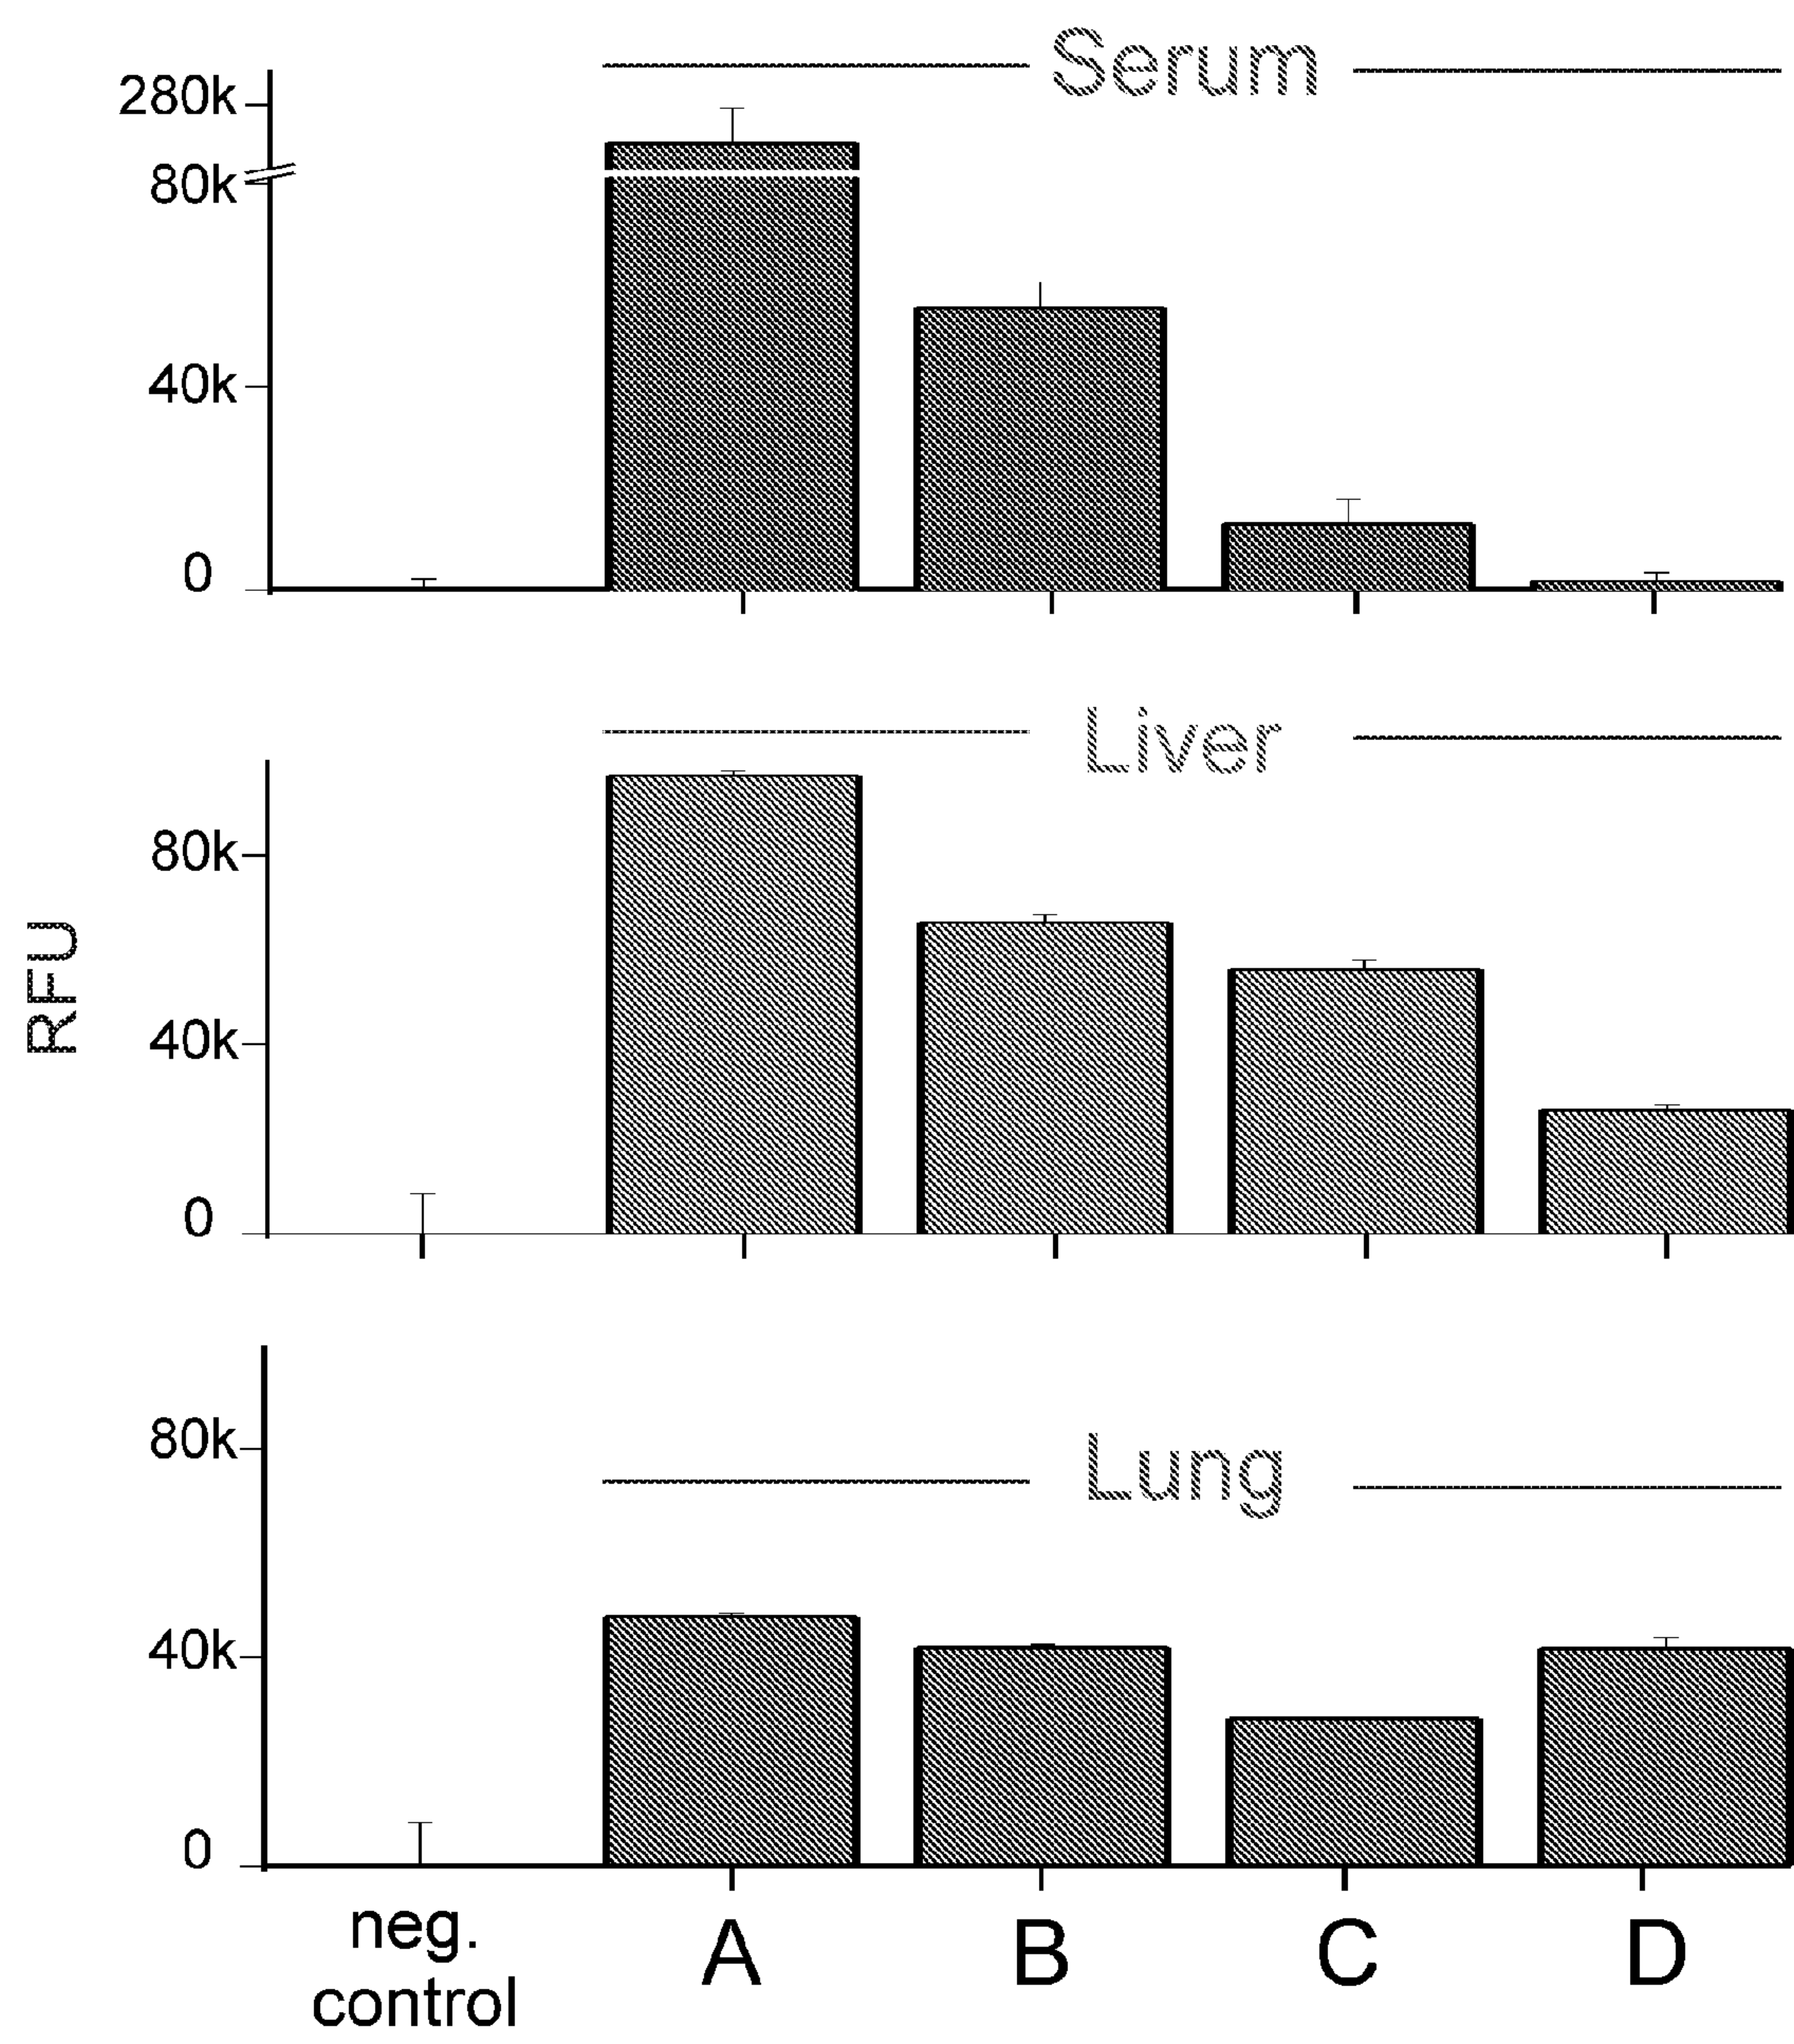 Serum
280k
80k
40k
0
Liver
80k
40k
0
RFU
Lung
80k
40k
0
neg.
control
A B C D